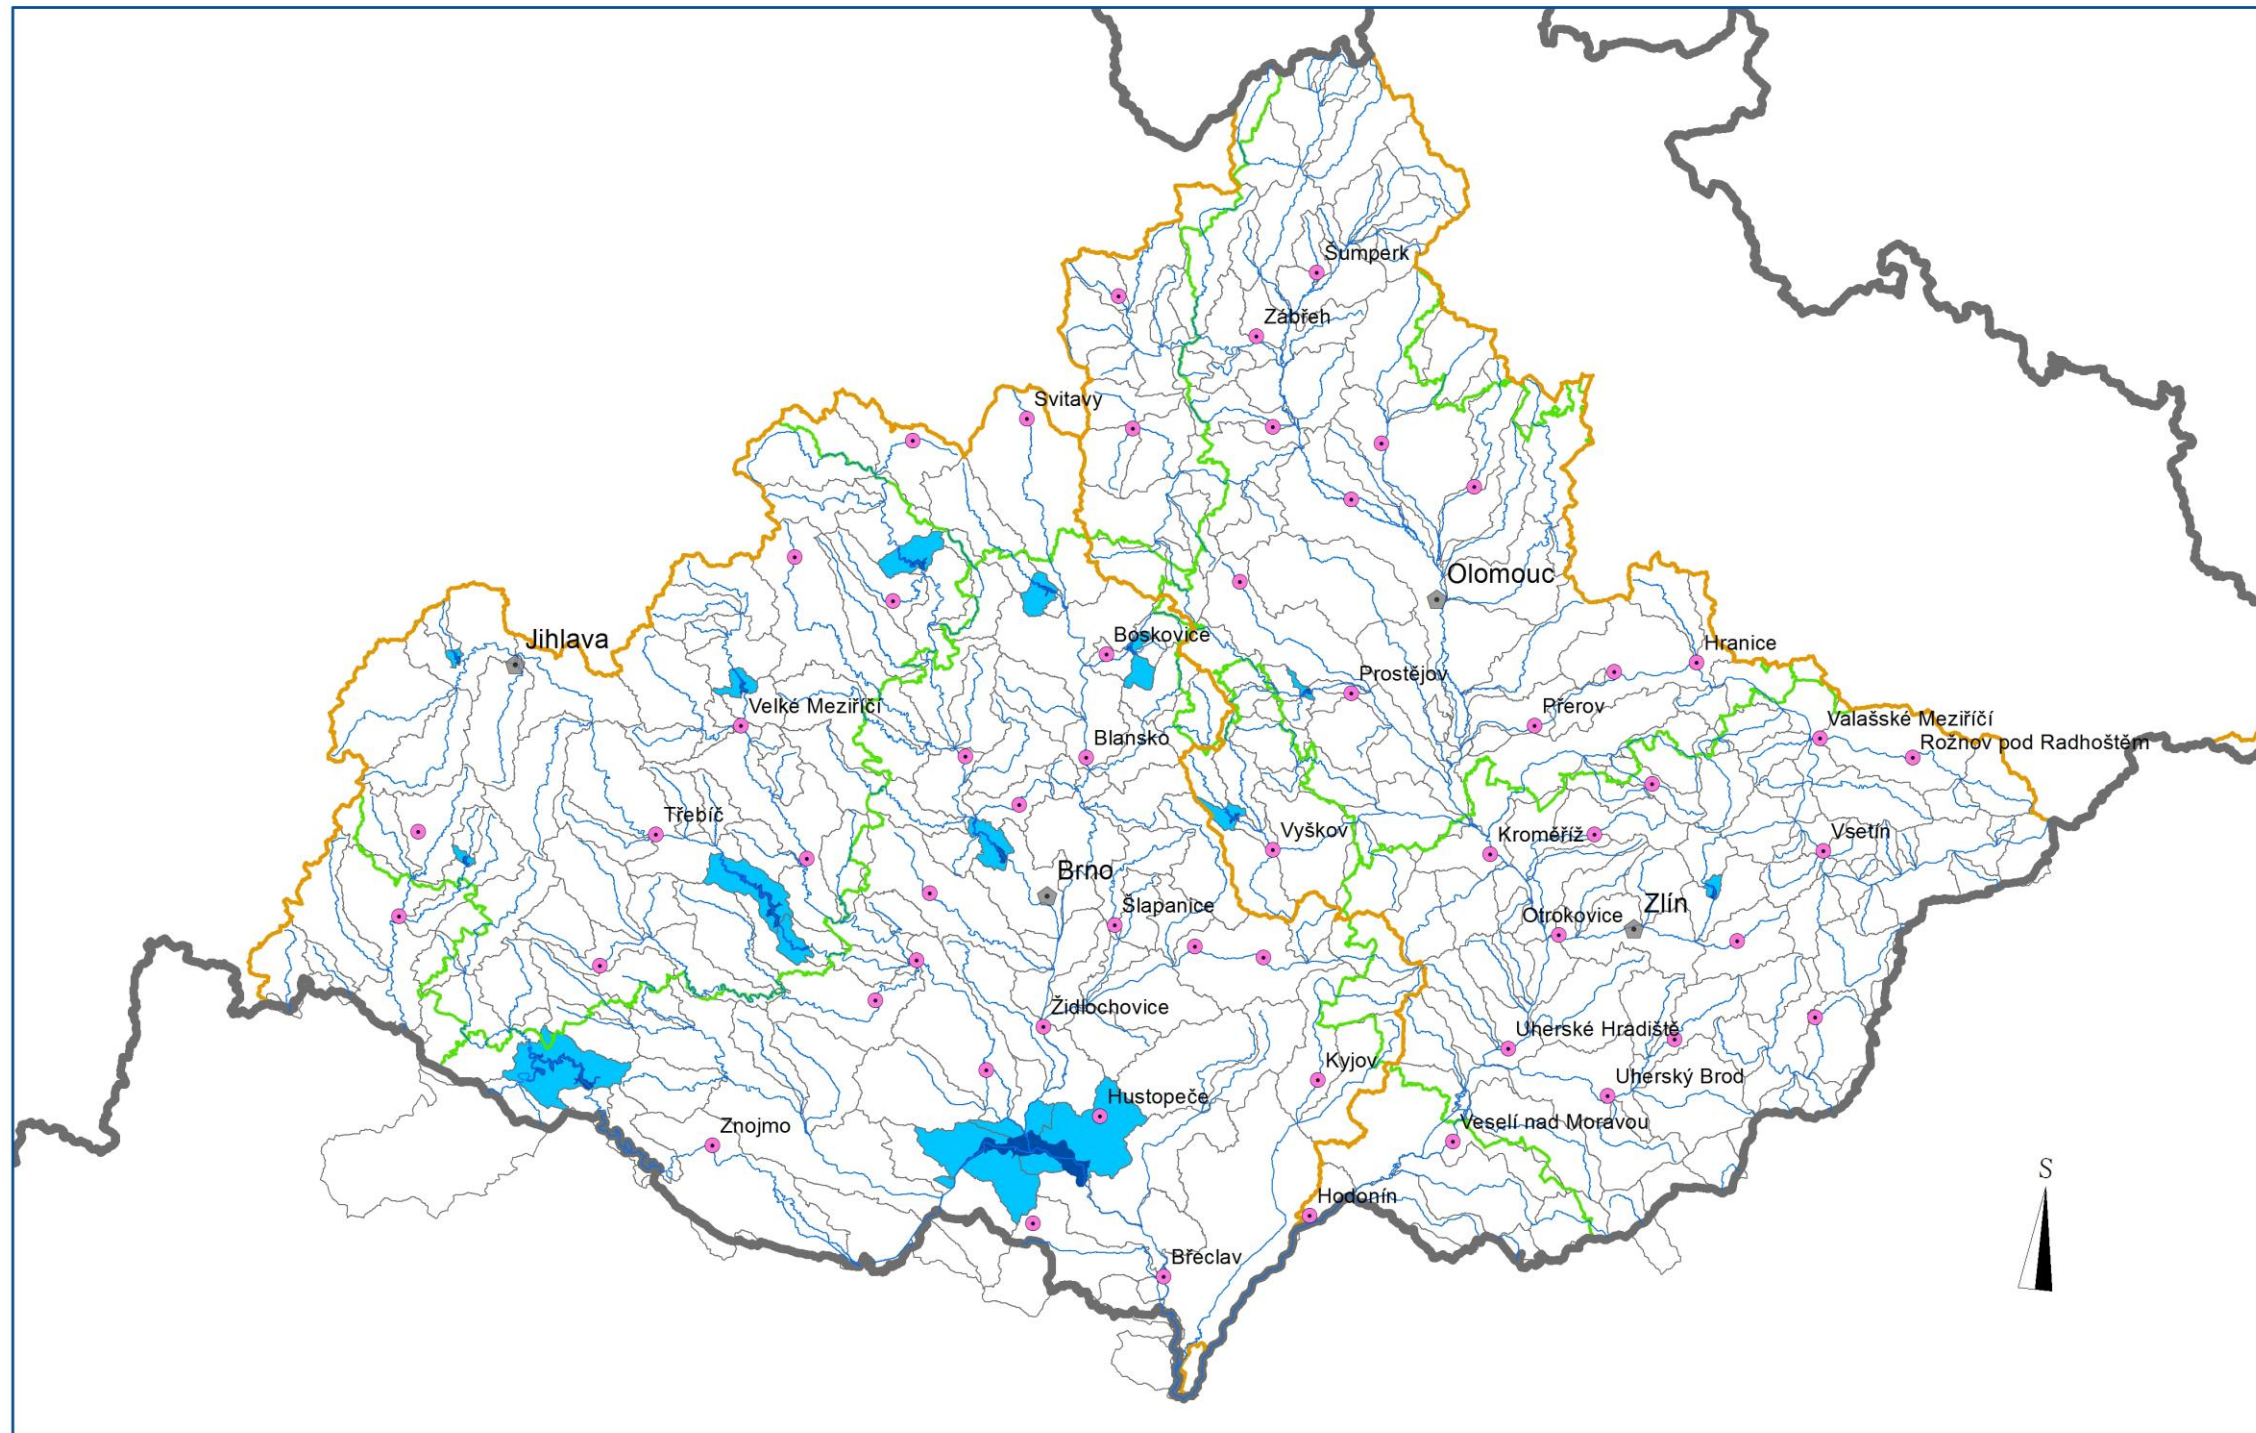 Šumperk
Zábřeh
Svitavy
Olomouc
Jihlava
Boskovice
Hranice
Prostějov
Velké Meziříčí
Přerov
Valašské Meziříčí
Blansko
Rožnov pod Radhoštěm
Třebíč
Vyškov
Kroměříž
Vsetín
Brno
Šlapanice
Otrokovice
Zlín
Židlochovice
Uherské Hradiště
Kyjov
Uherský Brod
Hustopeče
Znojmo
Veselí nad Moravou
S
Hodonín
Břeclav